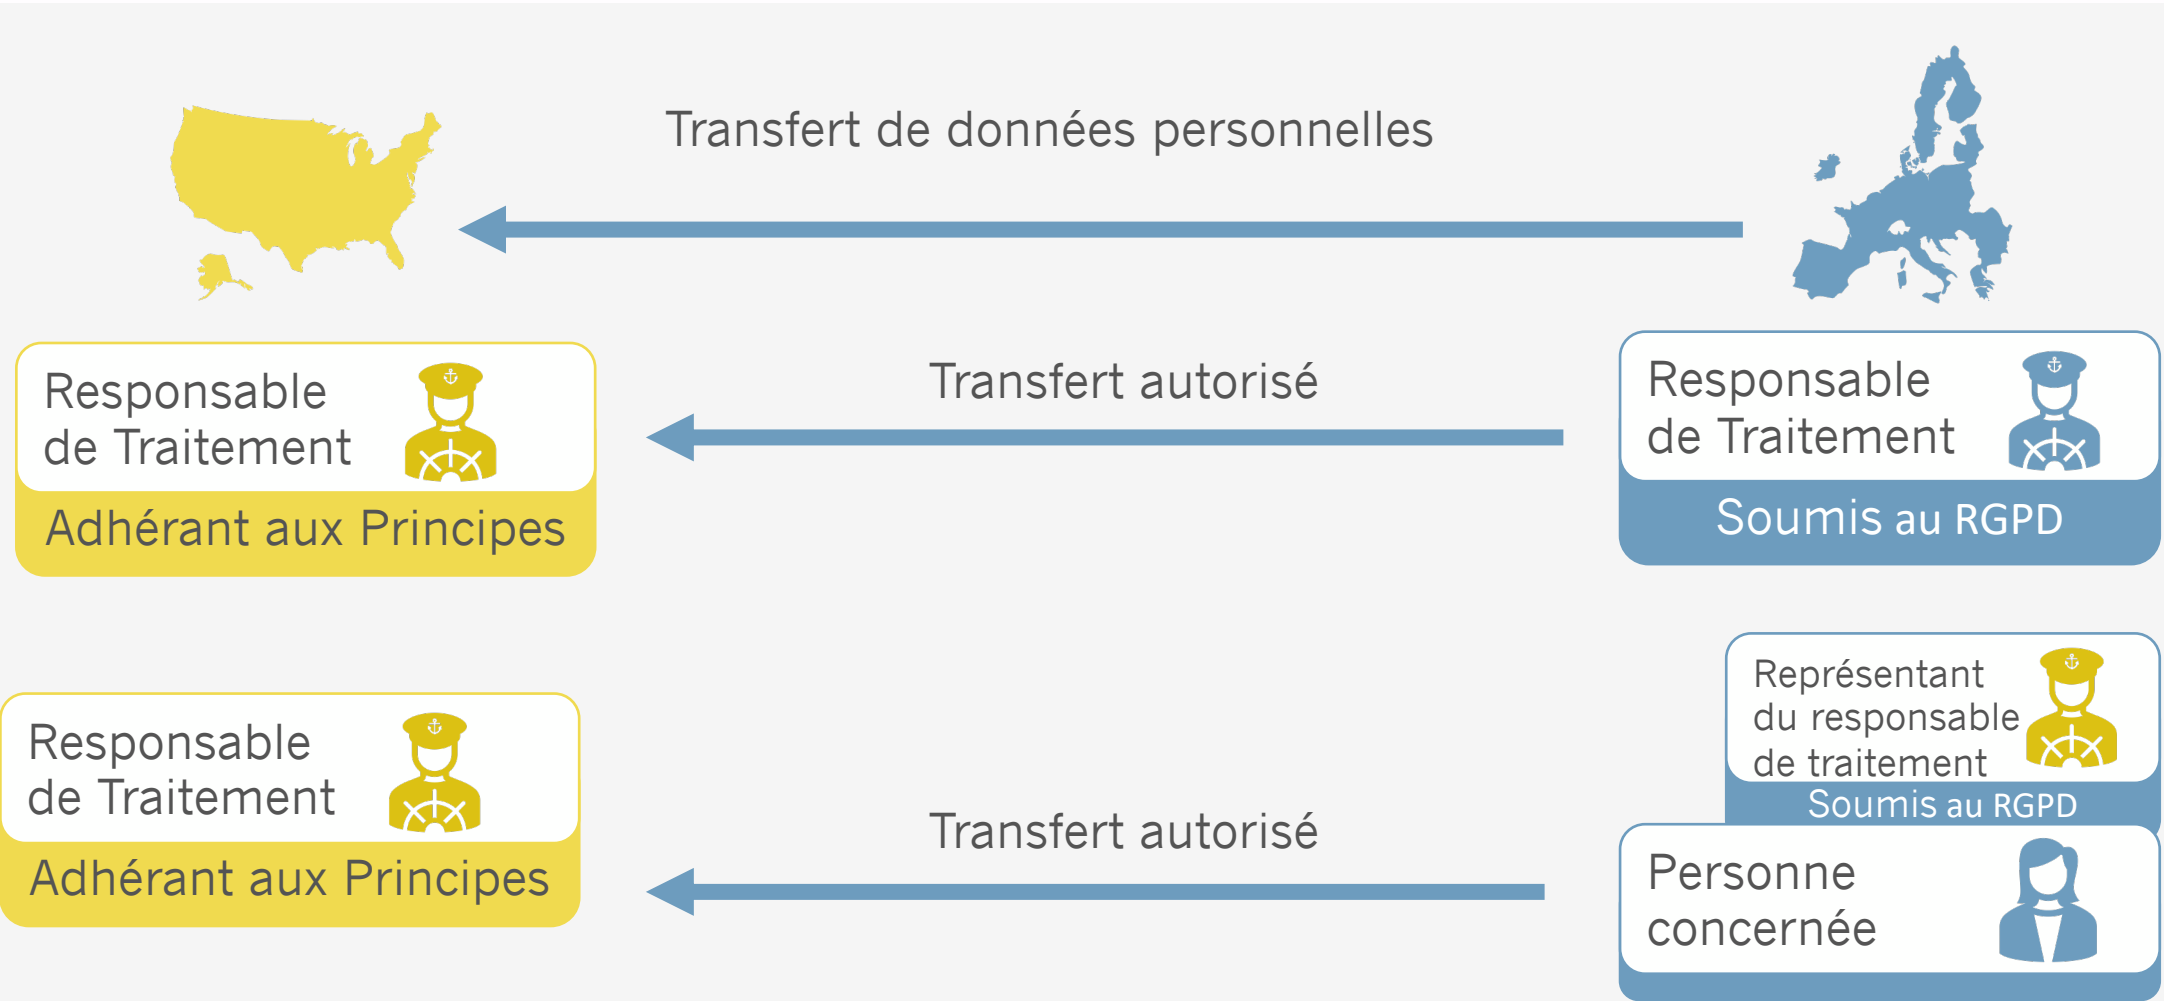 Transfert de données personnelles
Responsable
de Traitement
Adhérant aux Principes
Transfert autorisé
Responsable
de Traitement
Soumis au RGPD
Responsable
de Traitement
Adhérant aux Principes
Transfert autorisé
Représentant
du responsable
de traitement
Soumis au RGPD
Personne
concernée